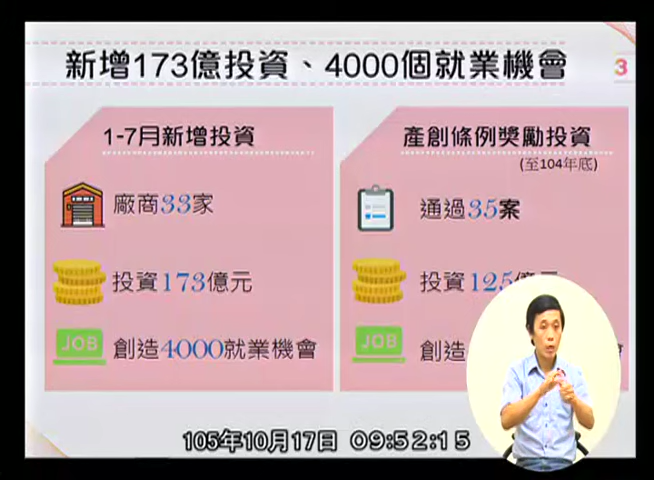 新增173億投資、4000個就業機會
3
1-7月新增投資
廠商33家
投資173億元
JOB
創造4000就業機會
產創條例獎勵投資
(至104年底)
通過35案
投資125億元
JOB
創造
105年10月17日 09:52:15